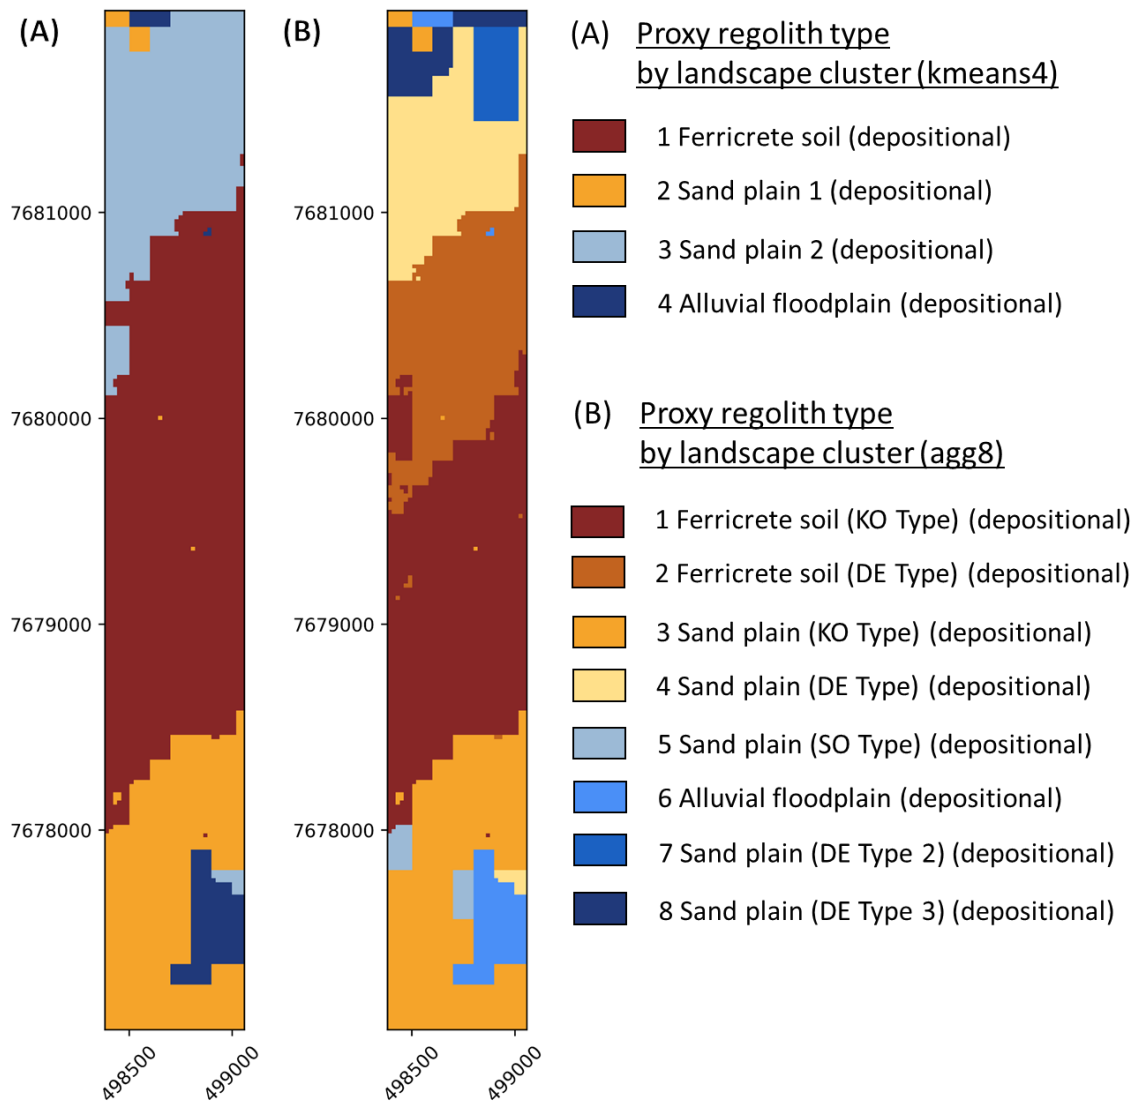 (A)
(B)
7681000
7680000
7679000
7678000
498500
499000
7681000
7680000
7679000
7678000
498500
499000
(A) Proxy regolith type
by landscape cluster (kmeans4)
1 Ferricrete soil (depositional)
2 Sand plain 1 (depositional)
3 Sand plain 2 (depositional)
4 Alluvial floodplain (depositional)
(B) Proxy regolith type
by landscape cluster (agg8)
1 Ferricrete soil (KO Type) (depositional)
2 Ferricrete soil (DE Type) (depositional)
3 Sand plain (KO Type) (depositional)
4 Sand plain (DE Type) (depositional)
5 Sand plain (SO Type) (depositional)
6 Alluvial floodplain (depositional)
7 Sand plain (DE Type 2) (depositional)
8 Sand plain (DE Type 3) (depositional)